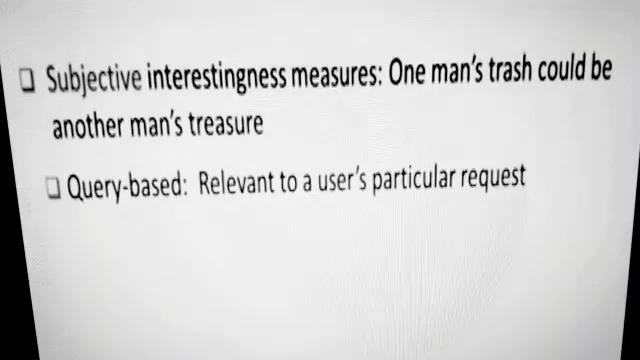 Subjective interestingness measures: One man's trash could be
another man's treasure
Query-based: Relevant to a user's particular request